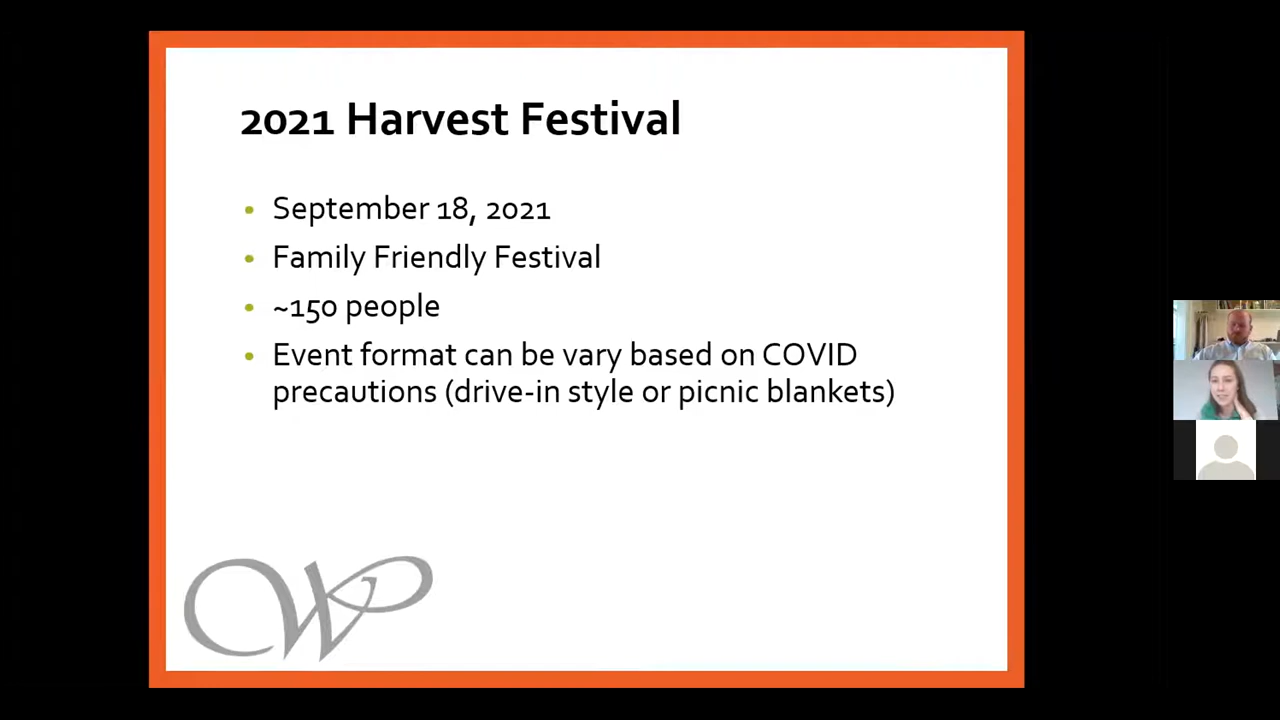 2021 Harvest Festival
• September 18, 2021
• Family Friendly Festival
• ~150 people
• Event format can be vary based on COVID
precautions (drive-in style or picnic blankets)
W